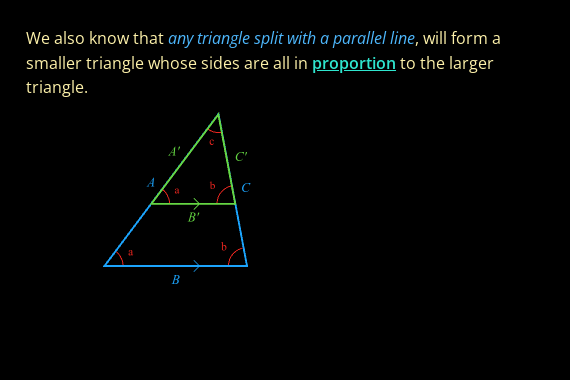 We also know that any triangle split with a parallel line, will form a
smaller triangle whose sides are all in proportion to the larger
triangle.
c
A'
C'
A
a
b
C
B'
b
a
B